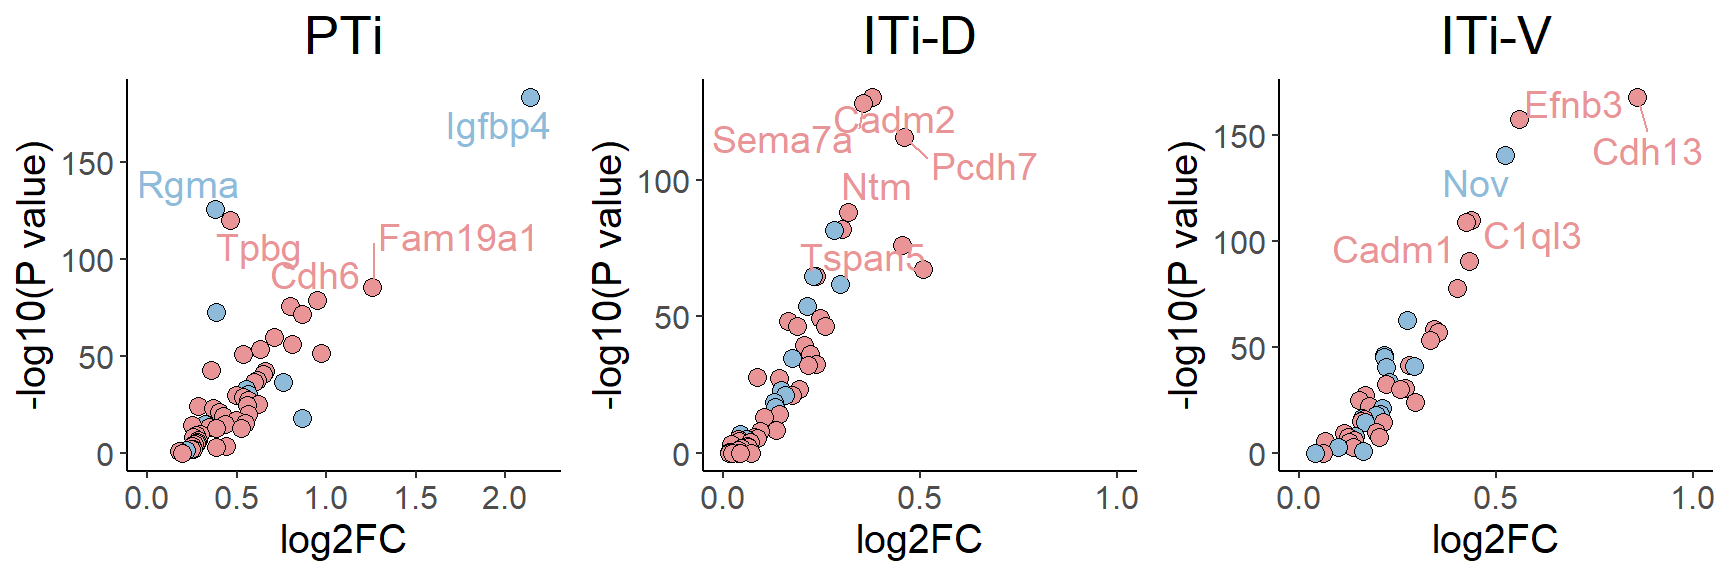 PTi
-log10(P value)
150
100
50
0
Igfbp4
Rgma
Tpbg
Fam19a1
Cdh6
0.0 0.5 1.0 1.5 2.0
log2FC
ITi-D
-log10(P value)
100
50
0
Cadm2
Sema7a
Pcdh7
Ntm
Tspan5
0.0 0.5 1.0
log2FC
ITi-V
-log10(P value)
150
100
50
0
Efnb3
Cdh13
Nov
C1ql3
Cadm1
0.0 0.5 1.0
log2FC